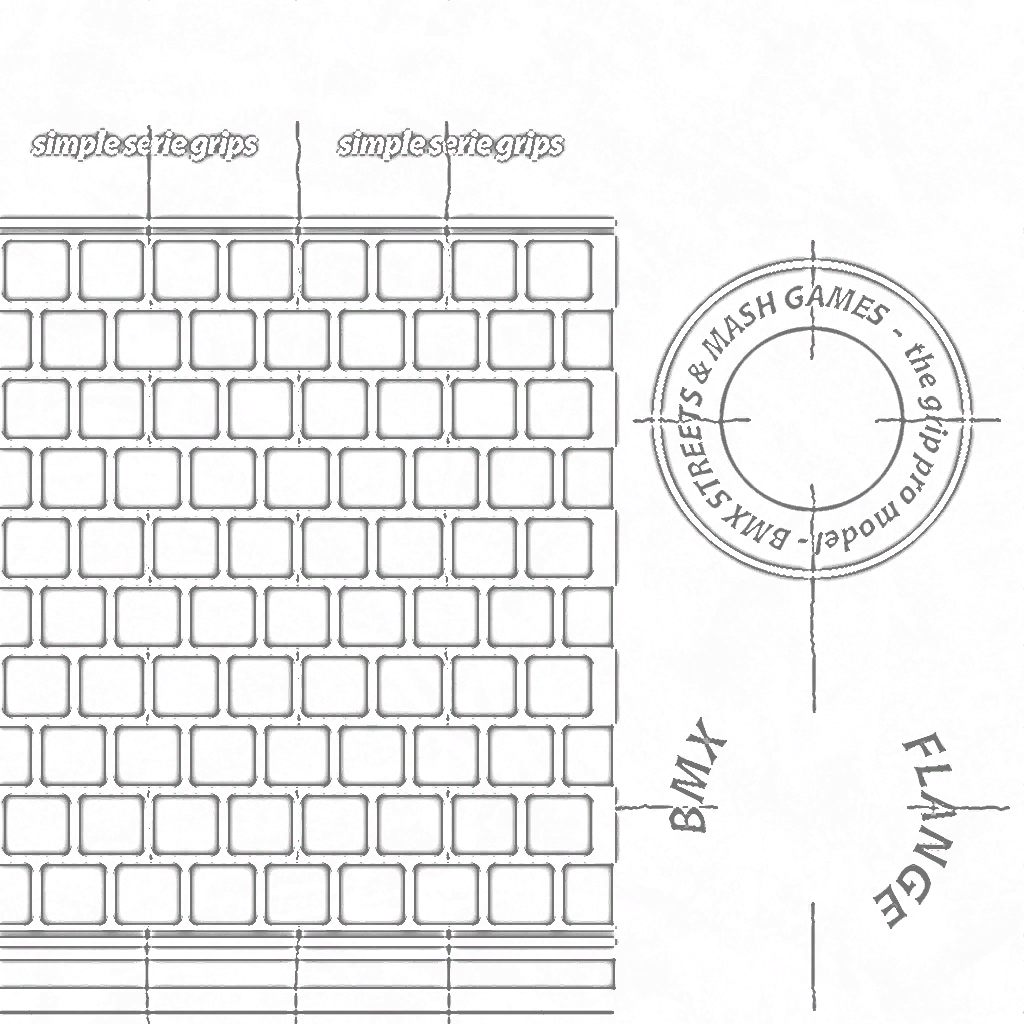 simple serie grips simple serie grips
BMX STREETS & MASH GAMES - the grip pro model -
BMX
FLANGE